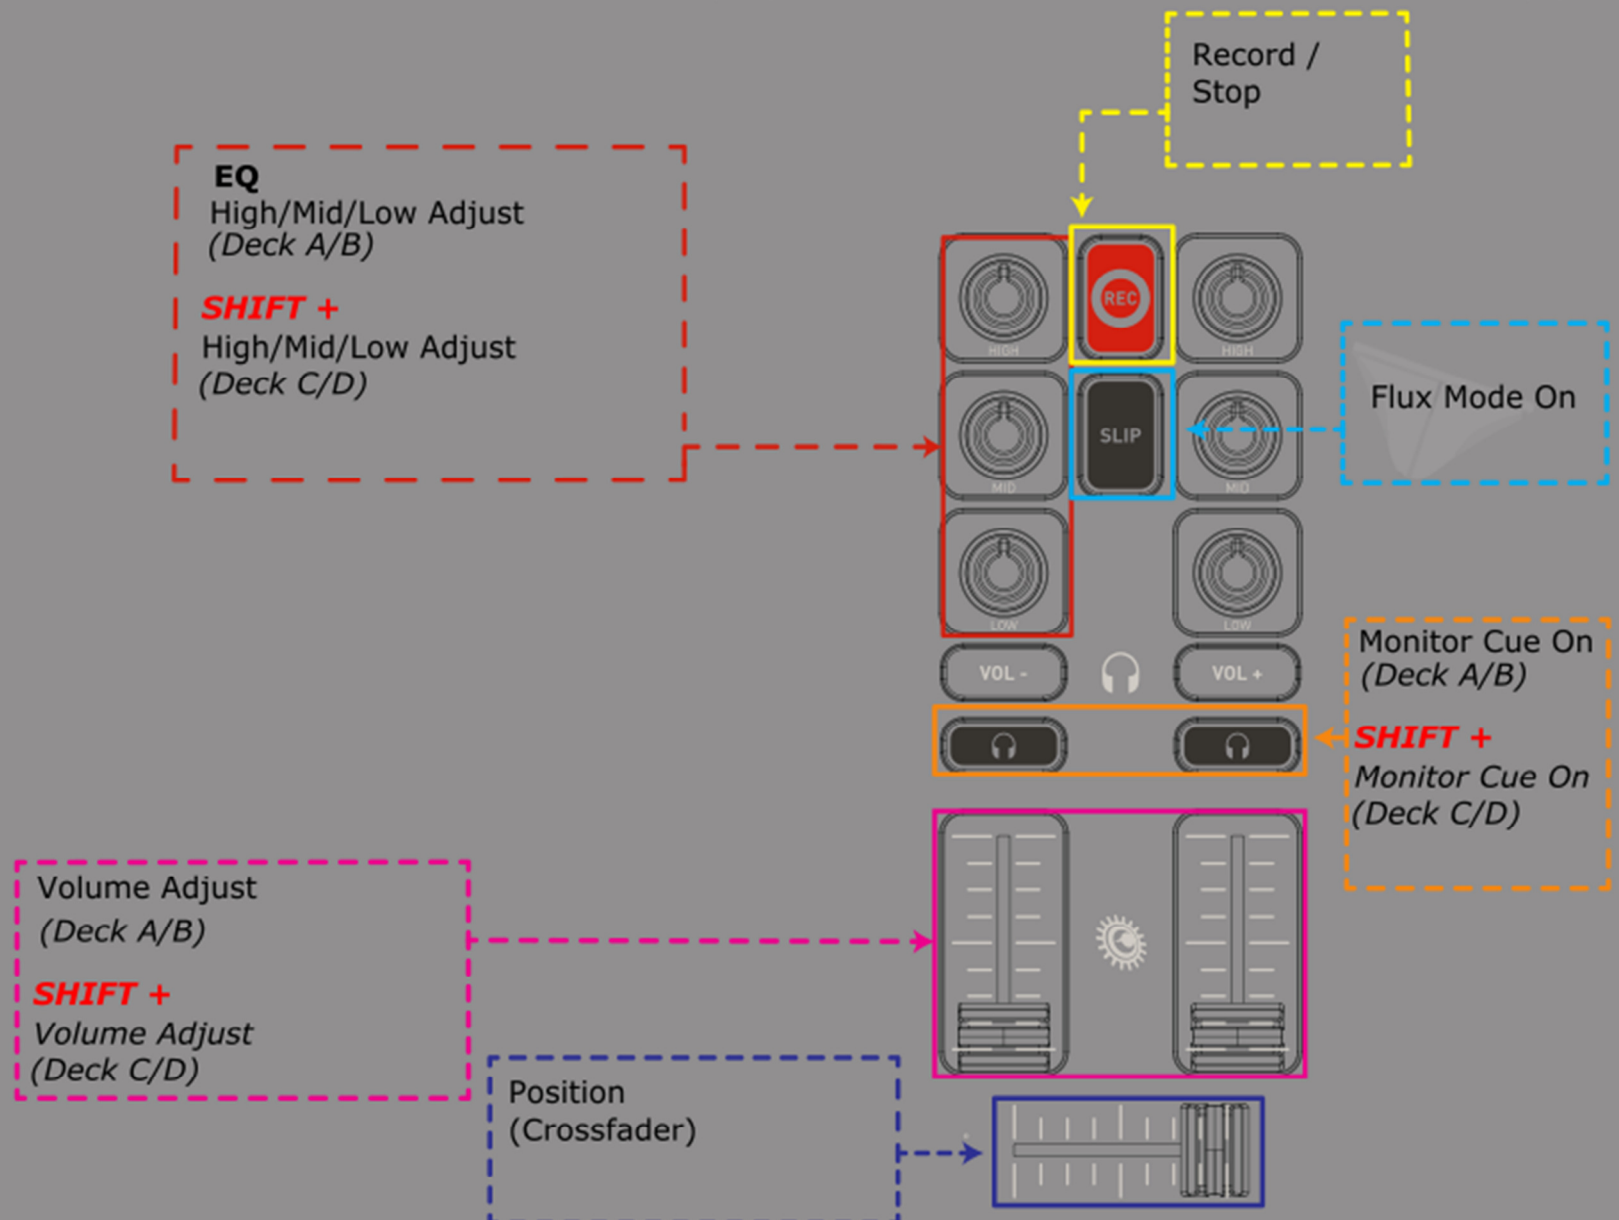 Record /
Stop
EQ
High/Mid/Low Adjust
(Deck A/B)
SHIFT +
High/Mid/Low Adjust
(Deck C/D)
REC
HIGH
HIGH
Flux Mode On
SLIP
MID
MID
LOW
LOW
VOL -
VOL +
Monitor Cue On
(Deck A/B)
SHIFT +
Monitor Cue On
(Deck C/D)
Volume Adjust
(Deck A/B)
SHIFT +
Volume Adjust
(Deck C/D)
Position
(Crossfader)